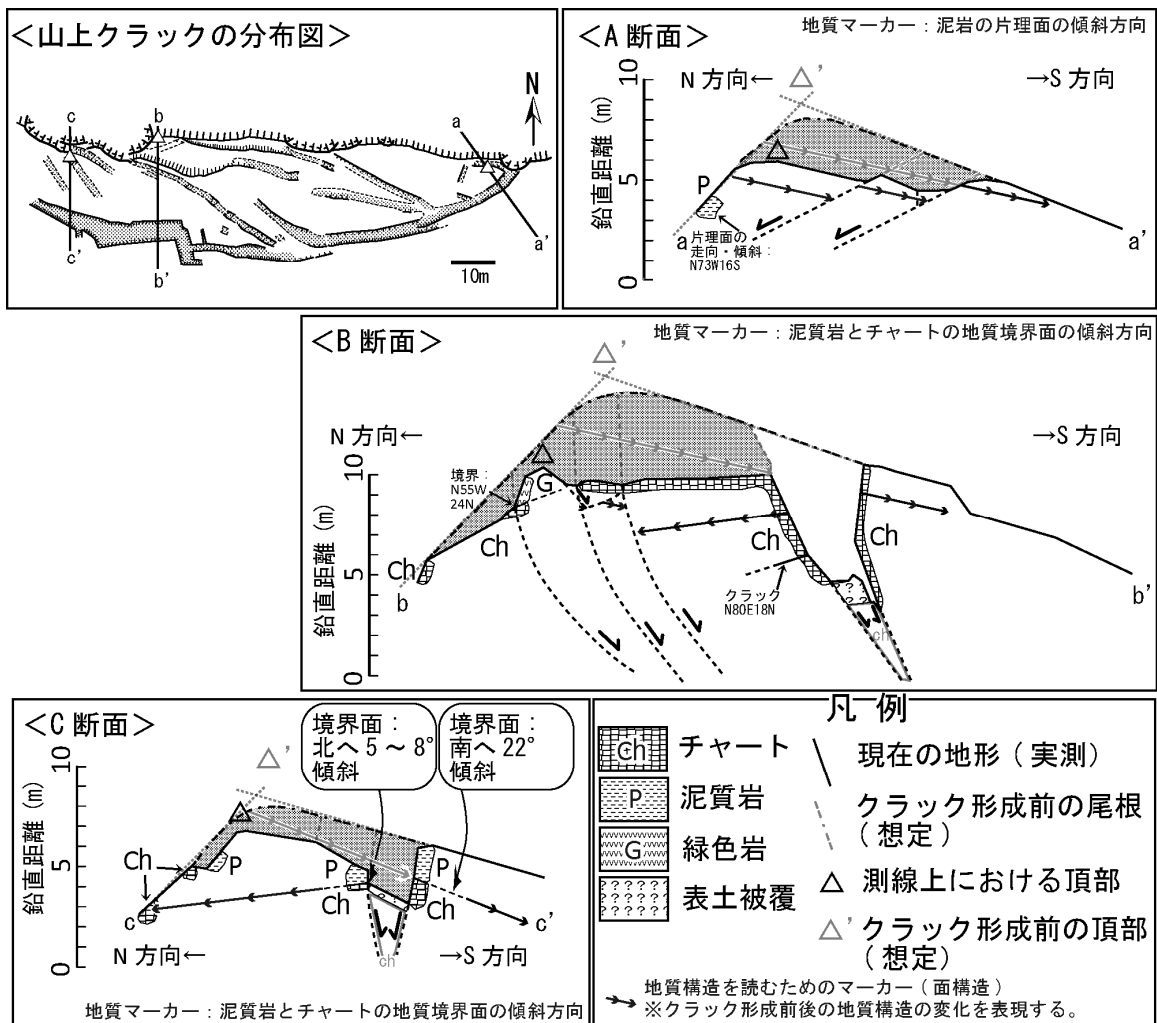 ＜山上クラックの分布図＞
N
c
b
a
c'
b'
a'
10m
＜A断面＞
地質マーカー：泥岩の片理面の傾斜方向
N 方向←
△'
→S 方向
鉛直距離 (m)
10
5
0
P
a
片理面の
走向・傾斜：
N73W16S
a'
＜B断面＞
地質マーカー：泥質岩とチャートの地質境界面の傾斜方向
△'
N 方向←
→S 方向
鉛直距離 (m)
10
5
0
境界：
N55W
24N
G
Ch
Ch
Ch
Ch
b
クラック
N80E18N
? ?
? ? ?
ch
b'
＜C断面＞
境界面：
北へ 5 ～ 8°
傾斜
境界面：
南へ 22°
傾斜
△'
鉛直距離 (m)
10
5
0
Ch
P
P
P
Ch
Ch
c
c'
ch
N 方向←
→S 方向
地質マーカー：泥質岩とチャートの地質境界面の傾斜方向
凡 例
Ch チャート
P 泥質岩
G 緑色岩
? ? ? ? ? 表土被覆
現在の地形 ( 実測 )
クラック形成前の尾根
( 想定 )
△ 測線上における頂部
△' クラック形成前の頂部
( 想定 )
地質構造を読むためのマーカー ( 面構造 )
※クラック形成前後の地質構造の変化を表現する。